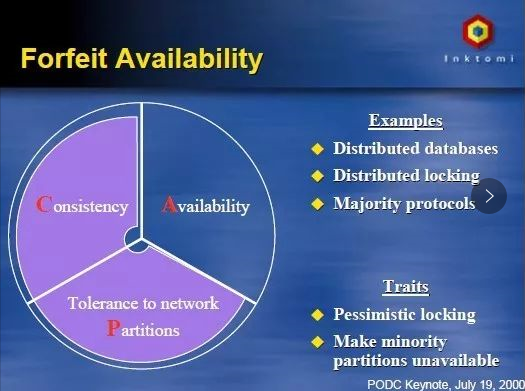 Inktomi
Forfeit Availability
Consistency
Availability
Tolerance to network
Partitions
Examples
Distributed databases
Distributed locking
Majority protocols
Traits
Pessimistic locking
Make minority
partitions unavailable
PODC Keynote, July 19, 2000